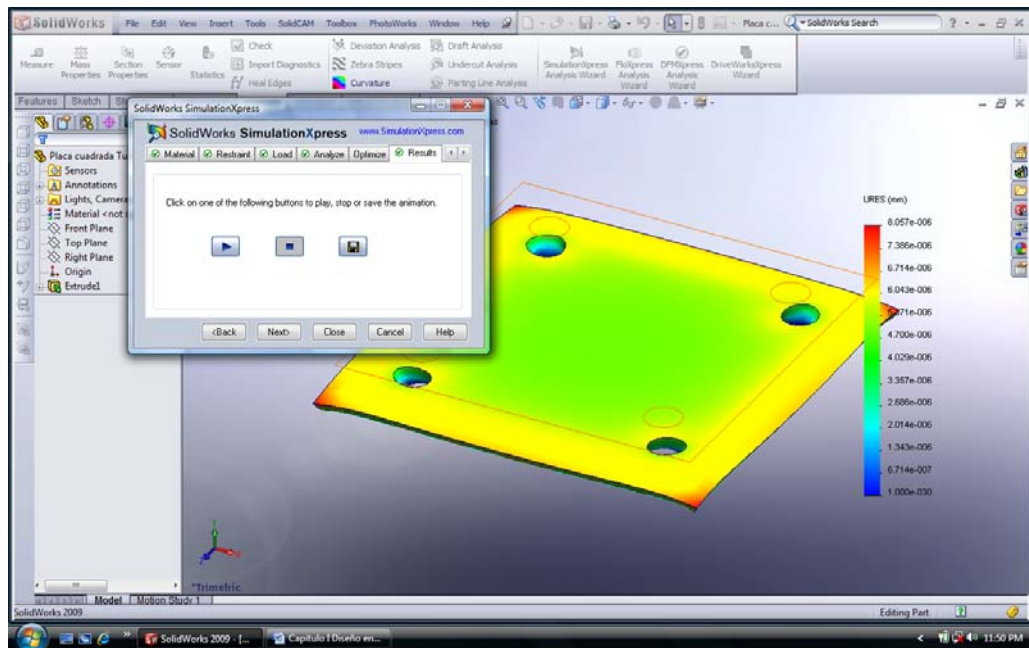 SolidWorks File Edit View Insert Tools SolidCAM Toolbox PhotoWorks Window Help Placa c... SolidWorks Search
Measure
Mass Properties
Section Properties
Sensor
Statistics
Check
Import Diagnostics
Heal Edges
Deviation Analysis
Zebra Stripes
Curvature
Draft Analysis
Undercut Analysis
Parting Line Analysis
SimulationXpress Analysis Wizard
FloXpress Analysis Wizard
DFMXpress Analysis Wizard
DriveWorksXpress Wizard
Features Sketch
Placa cuadrada Tu
Sensors
Annotations
Lights, Camera
Material <not
Front Plane
Top Plane
Right Plane
Origin
Extrude1
SolidWorks SimulationXpress
SolidWorks SimulationXpress www.SimulationXpress.com
Material Restraint Load Analyze Optimize Results
Click on one of the following buttons to play, stop or save the animation.
<Back Next> Close Cancel Help
URES (mm)
8.057e-006
7.386e-006
6.714e-006
6.043e-006
71e-006
4.700e-006
4.029e-006
3.357e-006
2.686e-006
2.014e-006
1.343e-006
6.714e-007
1.000e-030
*Trimetric
Model Motion Study 1
SolidWorks 2009 Editing Part
SolidWorks 2009 - [... Capitulo I Diseño en... 11:50 PM